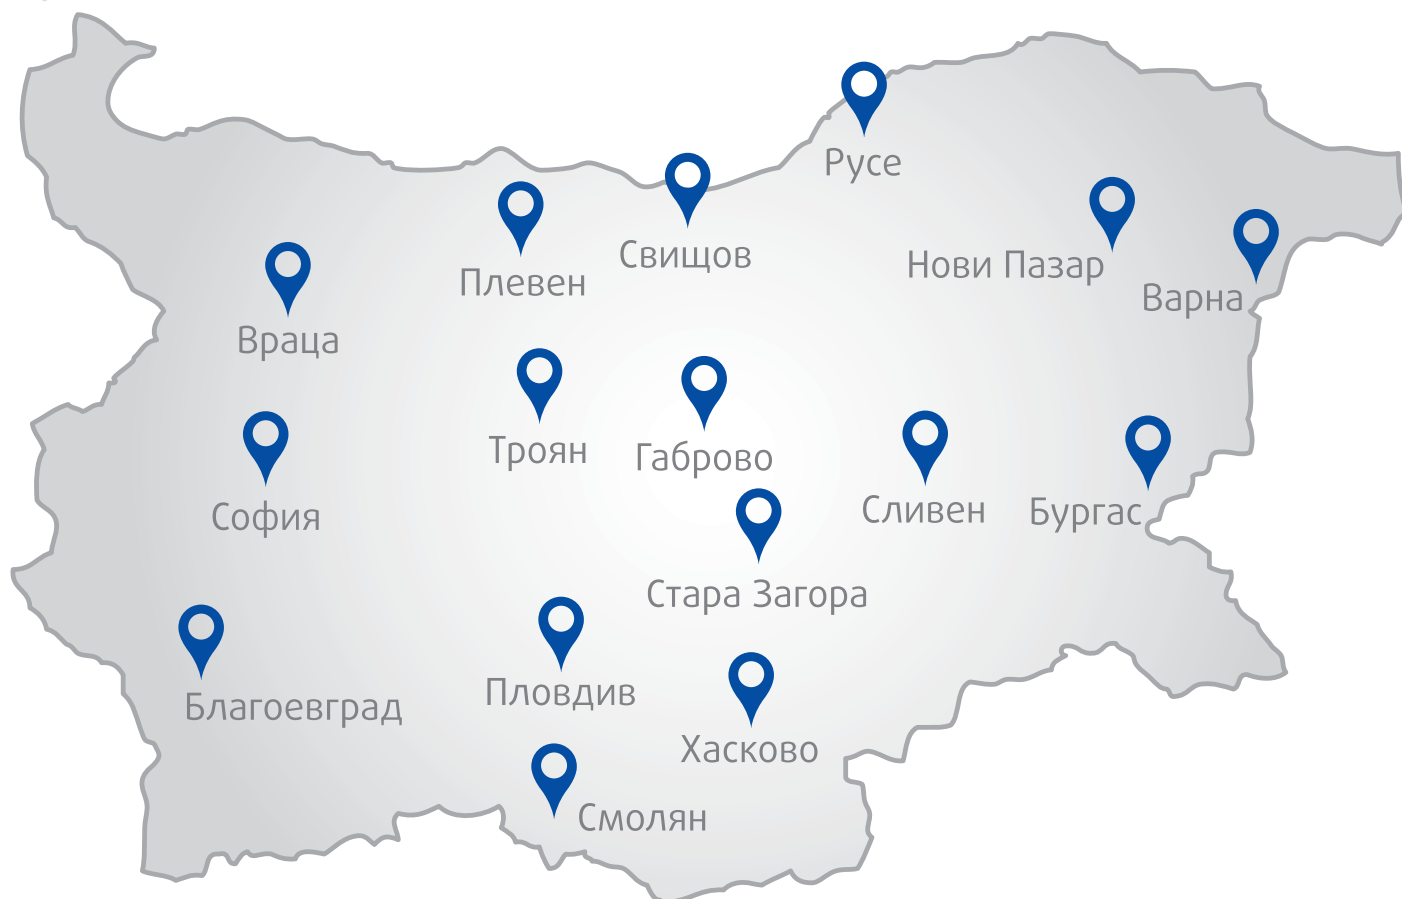 Русе
Свищов
Плевен
Нови Пазар
Варна
Враца
Троян
Габрово
София
Сливен
Бургас
Стара Загора
Благоевград
Пловдив
Хасково
Смолян